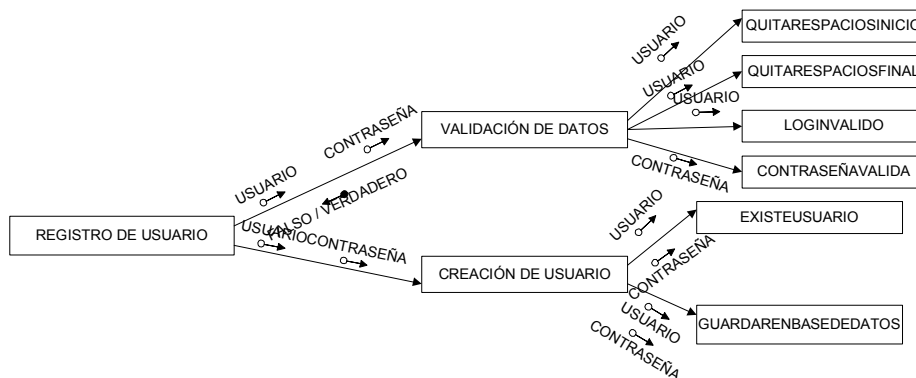 QUITARESPACIOSINICIO
USUARIO
QUITARESPACIOSFINAL
USUARIO
USUARIO
CONTRASEÑA
VALIDACIÓN DE DATOS
LOGINVALIDO
CONTRASEÑA
CONTRASEÑAVALIDA
USUARIO
FALSO / VERDADERO
REGISTRO DE USUARIO
USUARIO
CONTRASEÑA
USUARIO
EXISTEUSUARIO
CONTRASEÑA
CREACIÓN DE USUARIO
USUARIO
GUARDARENBASEDEDATOS
CONTRASEÑA